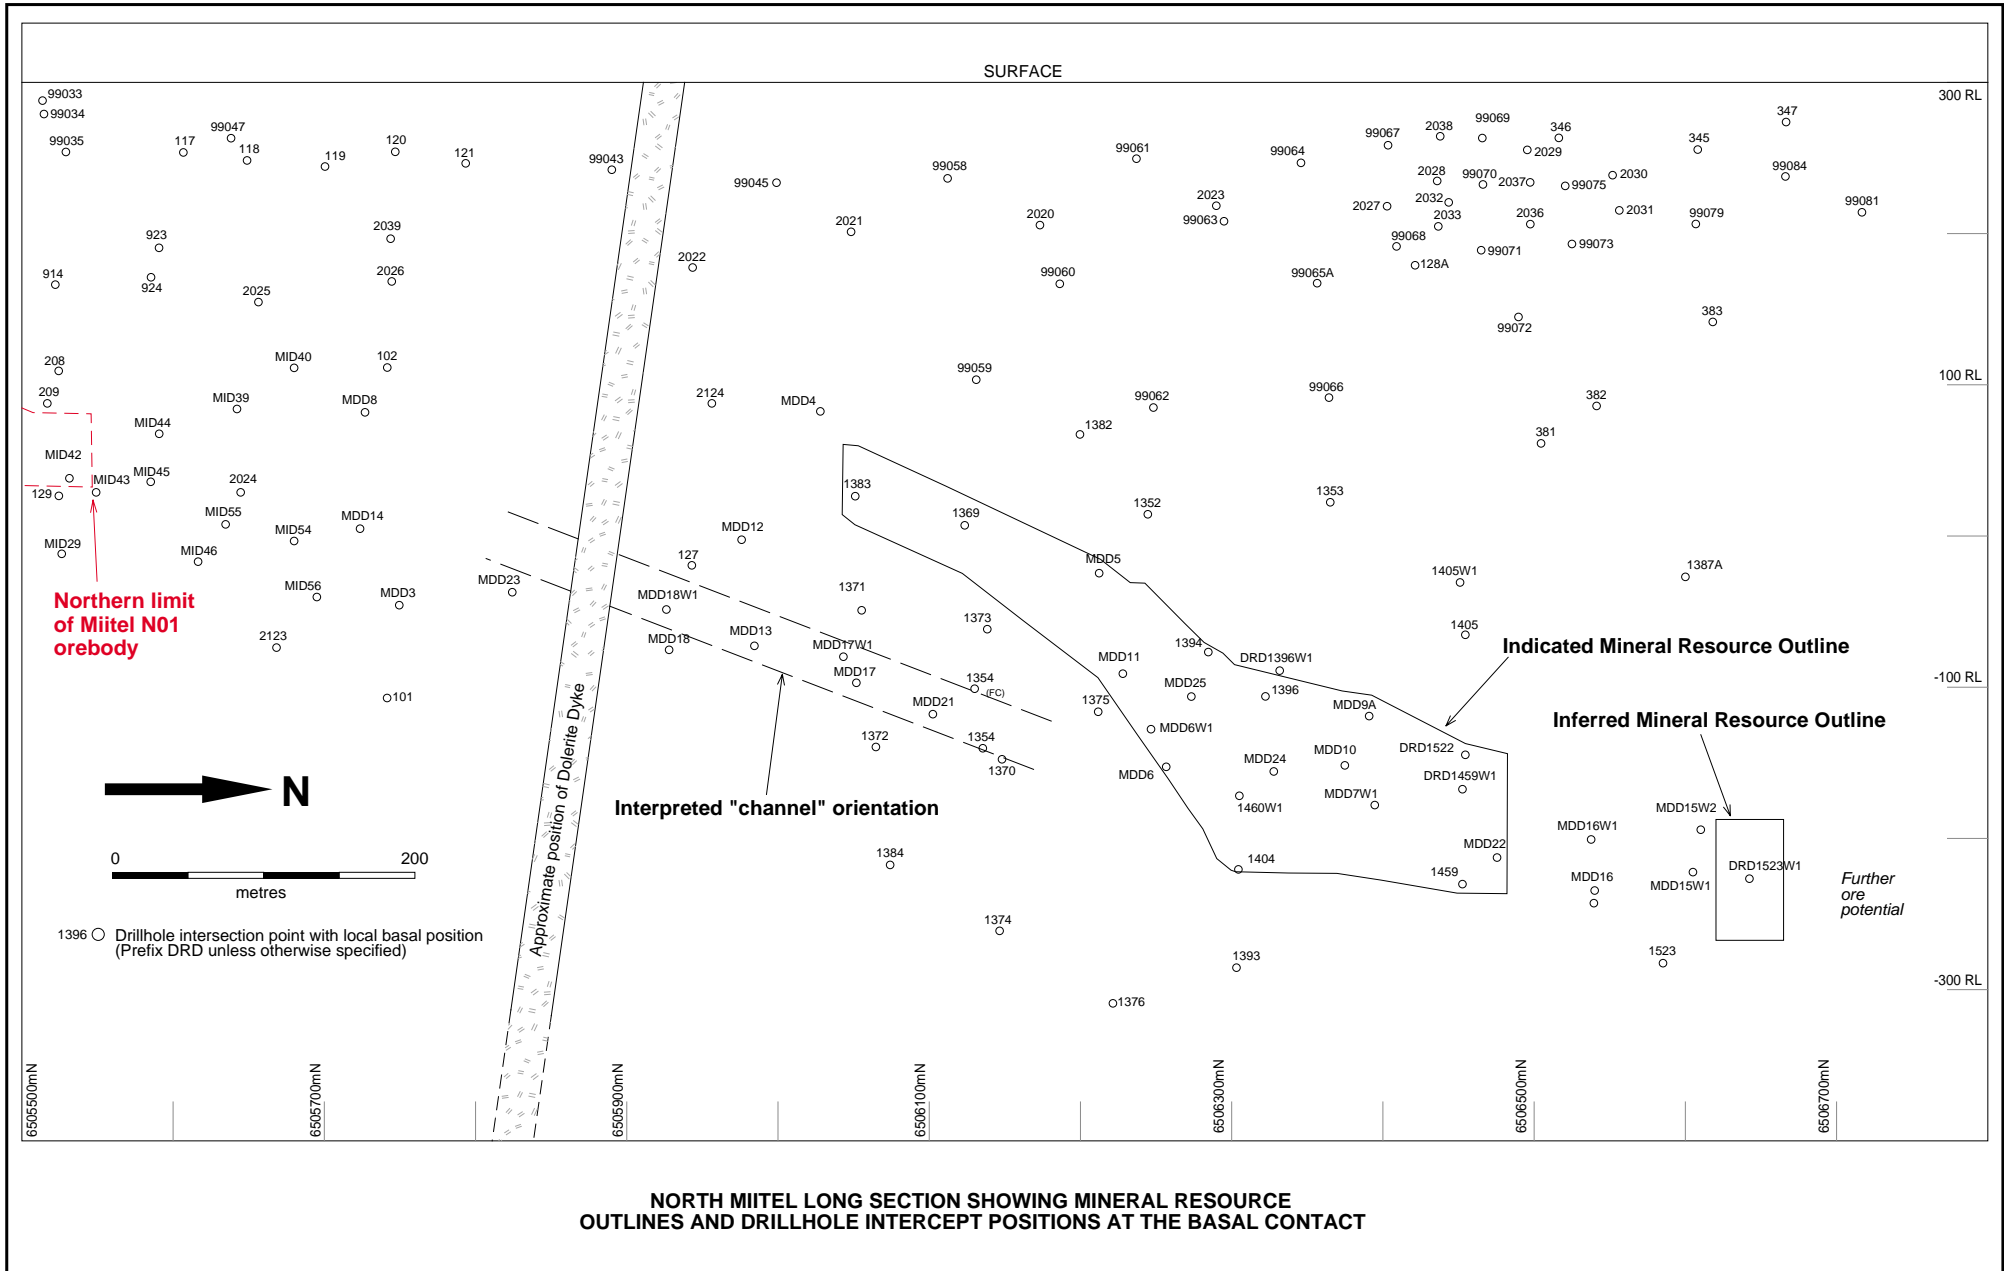 SURFACE
300 RL
99033
99034
99035
117
99047
118
119
120
121
99043
99045
99058
99061
99064
99067
2038
99069
346
2029
345
347
99084
2028
99070
2037
99075
2030
2032
2027
2033
2036
2031
99079
99081
2023
99063
2020
2021
99068
99071
99073
128A
923
2039
914
924
2025
2026
2022
99060
99065A
99072
383
208
MID40
102
99059
99066
100 RL
209
MID39
MDD8
2124
MDD4
99062
382
MID44
1382
381
MID42
MID45
MID43
129
2024
1383
1352
1353
MID55
MDD14
1369
MID54
MDD12
MID29
MID46
127
MDD5
1405W1
1387A
MID56
MDD3
MDD23
MDD18W1
1371
1373
Northern limit
of Miitel N01
orebody
2123
MDD18
MDD13
MDD17W1
1394
1405
Indicated Mineral Resource Outline
MDD17
1354
(FC)
MDD11
DRD1396W1
MDD25
1396
-100 RL
101
MDD21
1375
MDD9A
Inferred Mineral Resource Outline
MDD6W1
1372
1354
1370
MDD6
MDD24
MDD10
DRD1522
DRD1459W1
N
Interpreted "channel" orientation
1460W1
MDD7W1
MDD15W2
MDD16W1
Approximate position of Dolerite Dyke
0
200
metres
1384
1404
MDD22
1459
MDD16
MDD15W1
DRD1523W1
Further
ore
potential
1396
Drillhole intersection point with local basal position
(Prefix DRD unless otherwise specified)
1374
1393
1523
1376
-300 RL
6505500mN
6505700mN
6505900mN
6506100mN
6506300mN
6506500mN
6506700mN
NORTH MIITEL LONG SECTION SHOWING MINERAL RESOURCE
OUTLINES AND DRILLHOLE INTERCEPT POSITIONS AT THE BASAL CONTACT